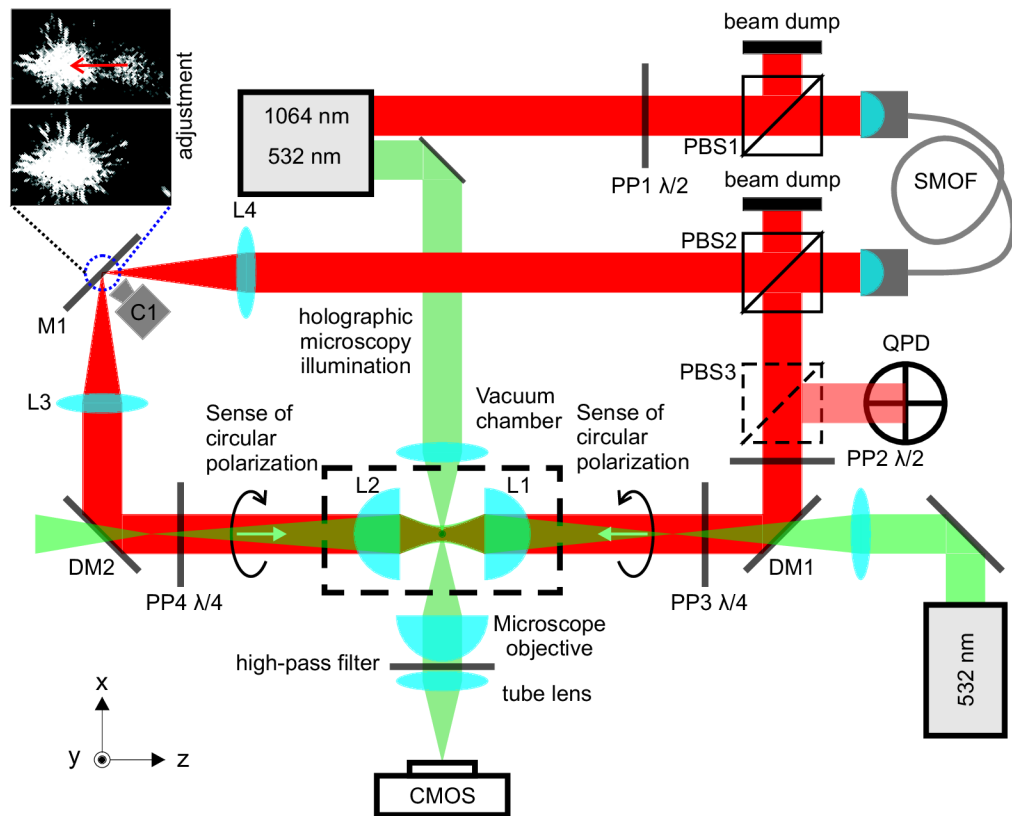 adjustment
beam dump
1064 nm
532 nm
PBS1
PP1 λ/2
SMOF
beam dump
L4
PBS2
M1
C1
holographic
microscopy
illumination
QPD
PBS3
L3
Sense of
circular
polarization
Vacuum
chamber
Sense of
circular
polarization
PP2 λ/2
L2
L1
DM2
PP4 λ/4
PP3 λ/4
DM1
Microscope
objective
high-pass filter
tube lens
532 nm
x
y
z
CMOS